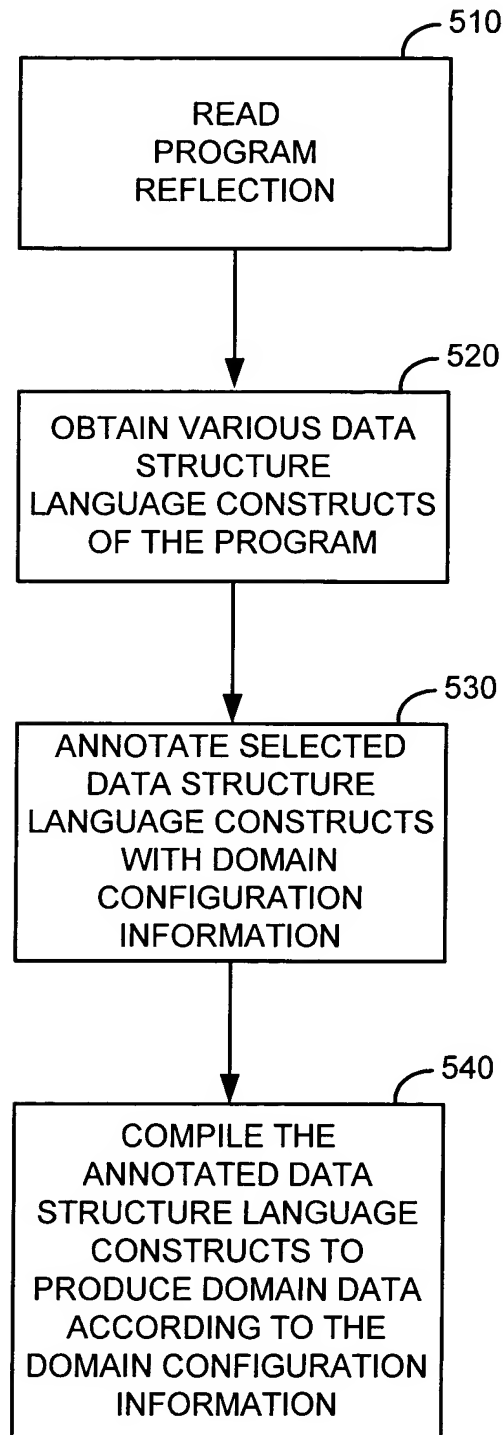 510
READ
PROGRAM
REFLECTION
520
OBTAIN VARIOUS DATA
STRUCTURE
LANGUAGE CONSTRUCTS
OF THE PROGRAM
530
ANNOTATE SELECTED
DATA STRUCTURE
LANGUAGE CONSTRUCTS
WITH DOMAIN
CONFIGURATION
INFORMATION
540
COMPILE THE
ANNOTATED DATA
STRUCTURE LANGUAGE
CONSTRUCTS TO
PRODUCE DOMAIN DATA
ACCORDING TO THE
DOMAIN CONFIGURATION
INFORMATION